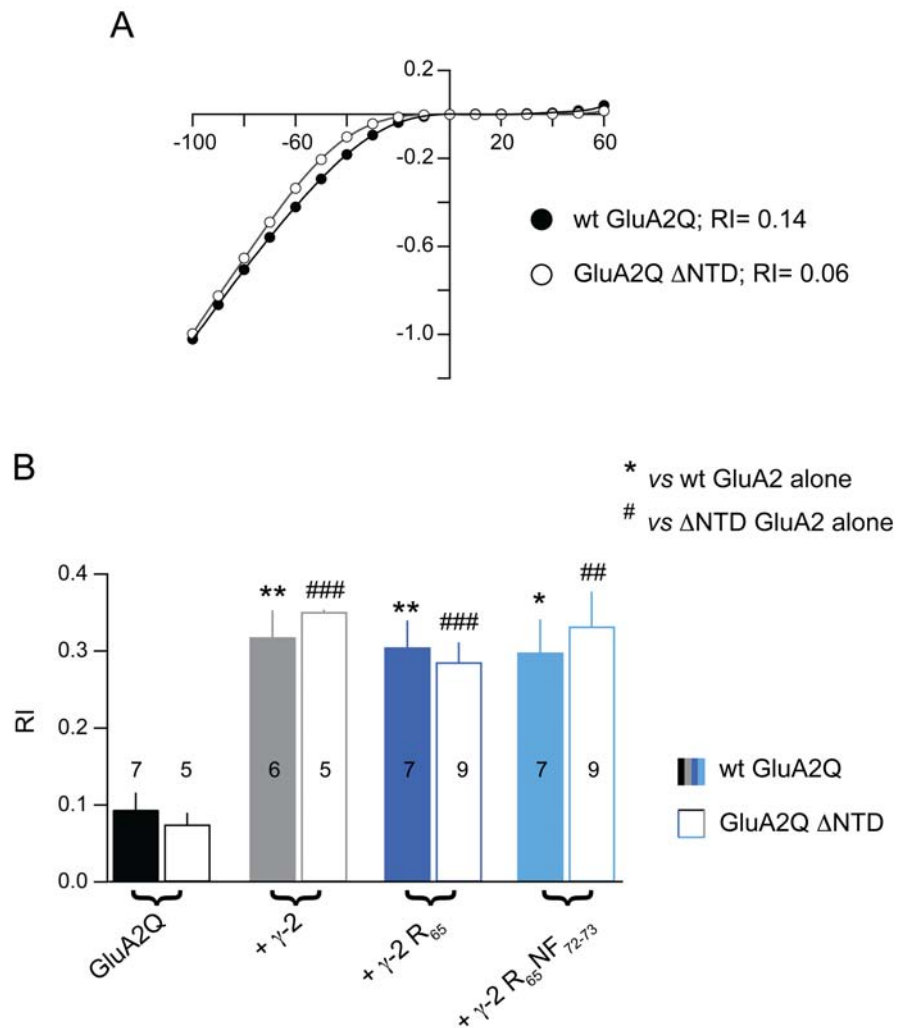 A
0.2
-100 -60 20 60
-0.2
-0.6
-1.0
wt GluA2Q; RI= 0.14
GluA2Q ΔNTD; RI= 0.06
B
* vs wt GluA2 alone
# vs ΔNTD GluA2 alone
0.4
0.3
0.2
0.1
0.0
RI
** ### ** ### * ##
7 5 6 5 7 9 7 9
wt GluA2Q
GluA2Q ΔNTD
GluA2Q
+ γ-2
+ γ-2 R65
+ γ-2 R65NF72-73